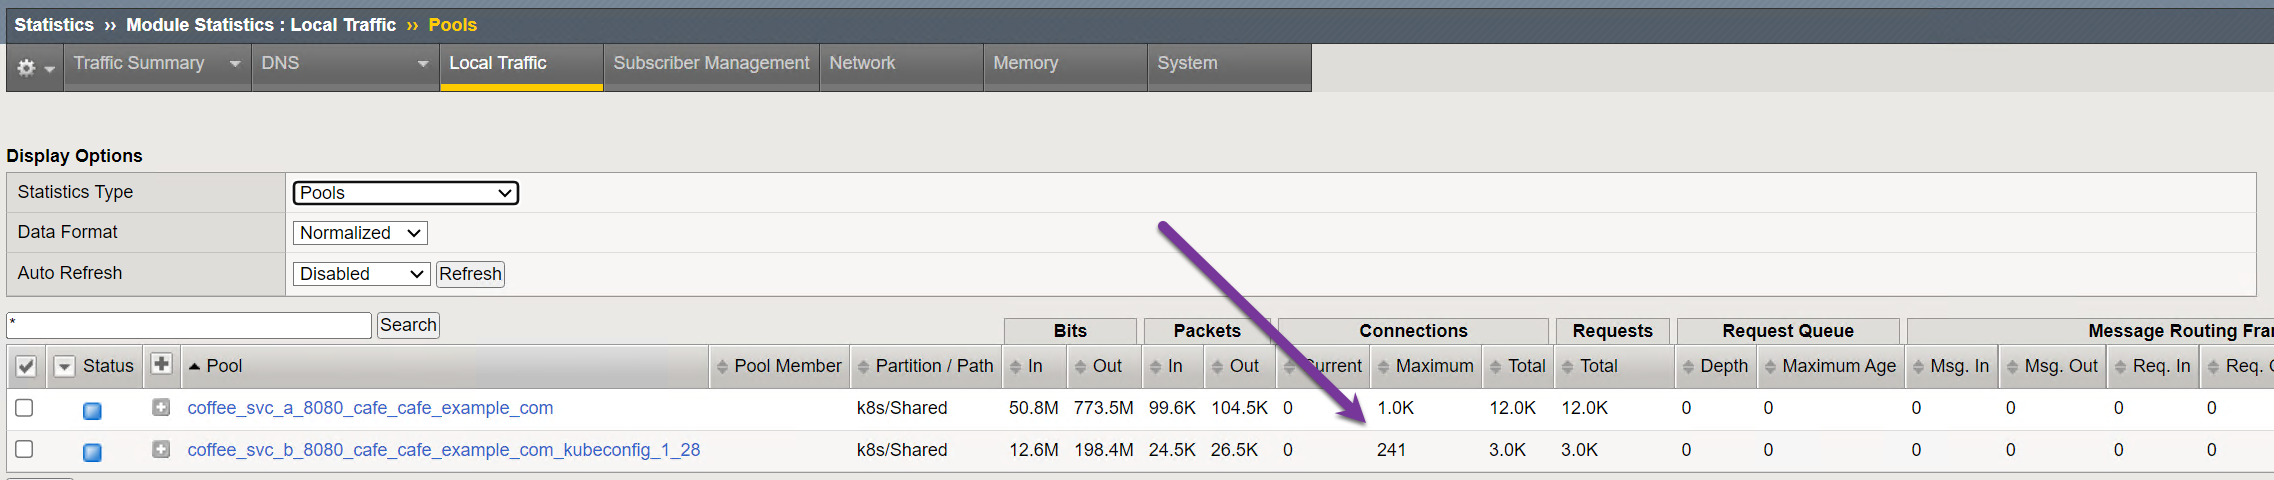 Statistics ›› Module Statistics : Local Traffic ›› Pools
Traffic Summary DNS Local Traffic Subscriber Management Network Memory System
Display Options
Statistics Type Pools
Data Format Normalized
Auto Refresh Disabled Refresh
* Search
Bits Packets Connections Requests Request Queue Message Routing
Status Pool Pool Member Partition / Path In Out In Out Current Maximum Total Total Depth Maximum Age Msg. In Msg. Out Req. In Req.
coffee_svc_a_8080_cafe_cafe_example_com k8s/Shared 50.8M 773.5M 99.6K 104.5K 0 1.0K 12.0K 12.0K 0 0 0 0 0 0
coffee_svc_b_8080_cafe_cafe_example_com_kubeconfig_1_28 k8s/Shared 12.6M 198.4M 24.5K 26.5K 0 241 3.0K 3.0K 0 0 0 0 0 0